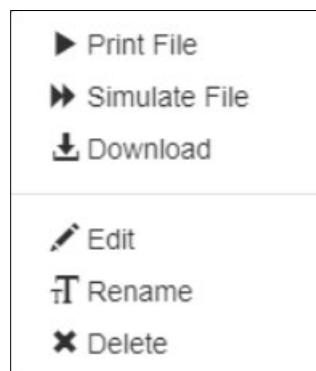 Print File
Simulate File
Download
Edit
Rename
Delete